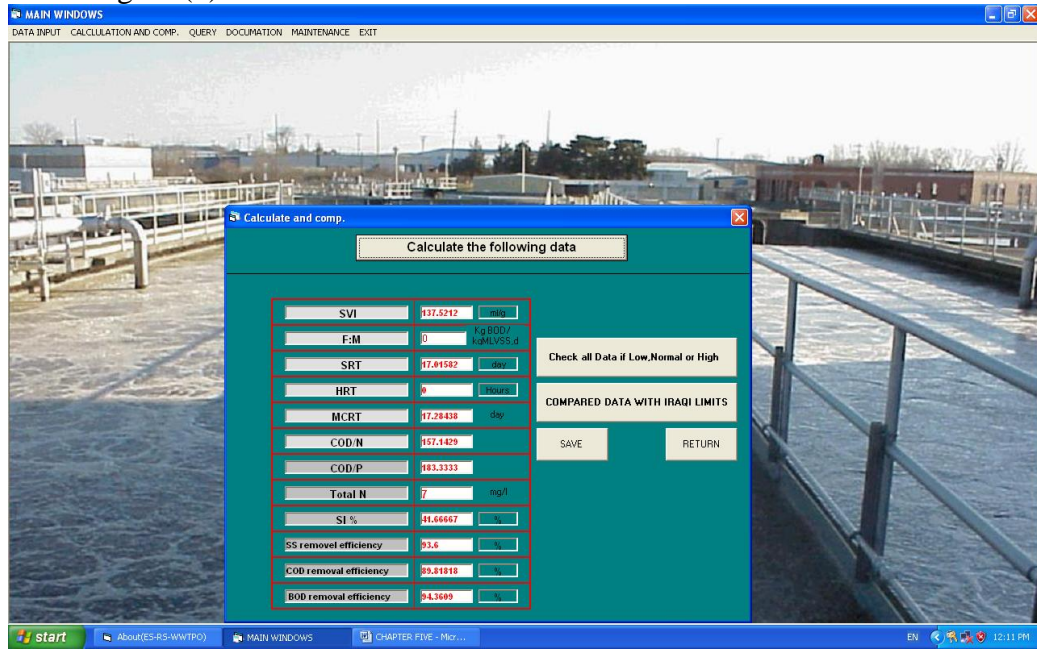 MAIN WINDOWS
DATA INPUT CALCLULATION AND COMP. QUERY DOCUMATION MAINTENANCE EXIT
Calculate and comp.
Calculate the following data
SVI 137.5212 ml/g
F:M 0 Kg BOD/ kgMLVSS.d
SRT 17.01582 day
HRT 0 Hours
MCRT 17.28438 day
COD/N 157.1429
COD/P 183.3333
Total N 7 mg/l
SI % 41.66667 %
SS removel efficiency 93.6 %
COD removal efficiency 89.81818 %
BOD removal efficiency 94.3609 %
Check all Data if Low,Normal or High
COMPARED DATA WITH IRAQI LIMITS
SAVE RETURN
start About(ES-RS-WWTPO) MAIN WINDOWS CHAPTER FIVE - Micr... EN 12:11 PM